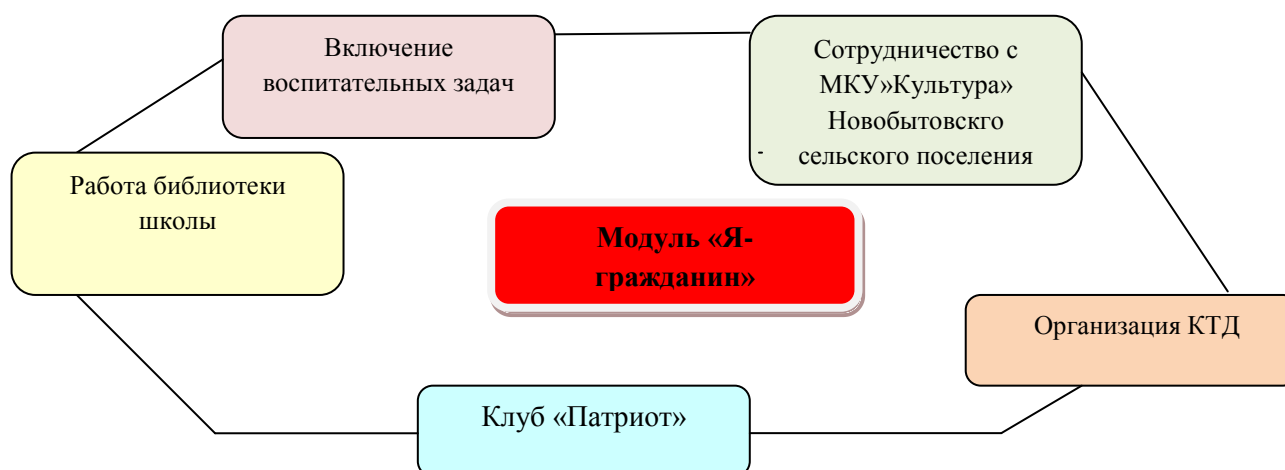 Включение
воспитательных задач
Сотрудничество с
МКУ»Культура»
Новобытовскго
- сельского поселения
Работа библиотеки
школы
Модуль «Я-
гражданин»
Организация КТД
Клуб «Патриот»